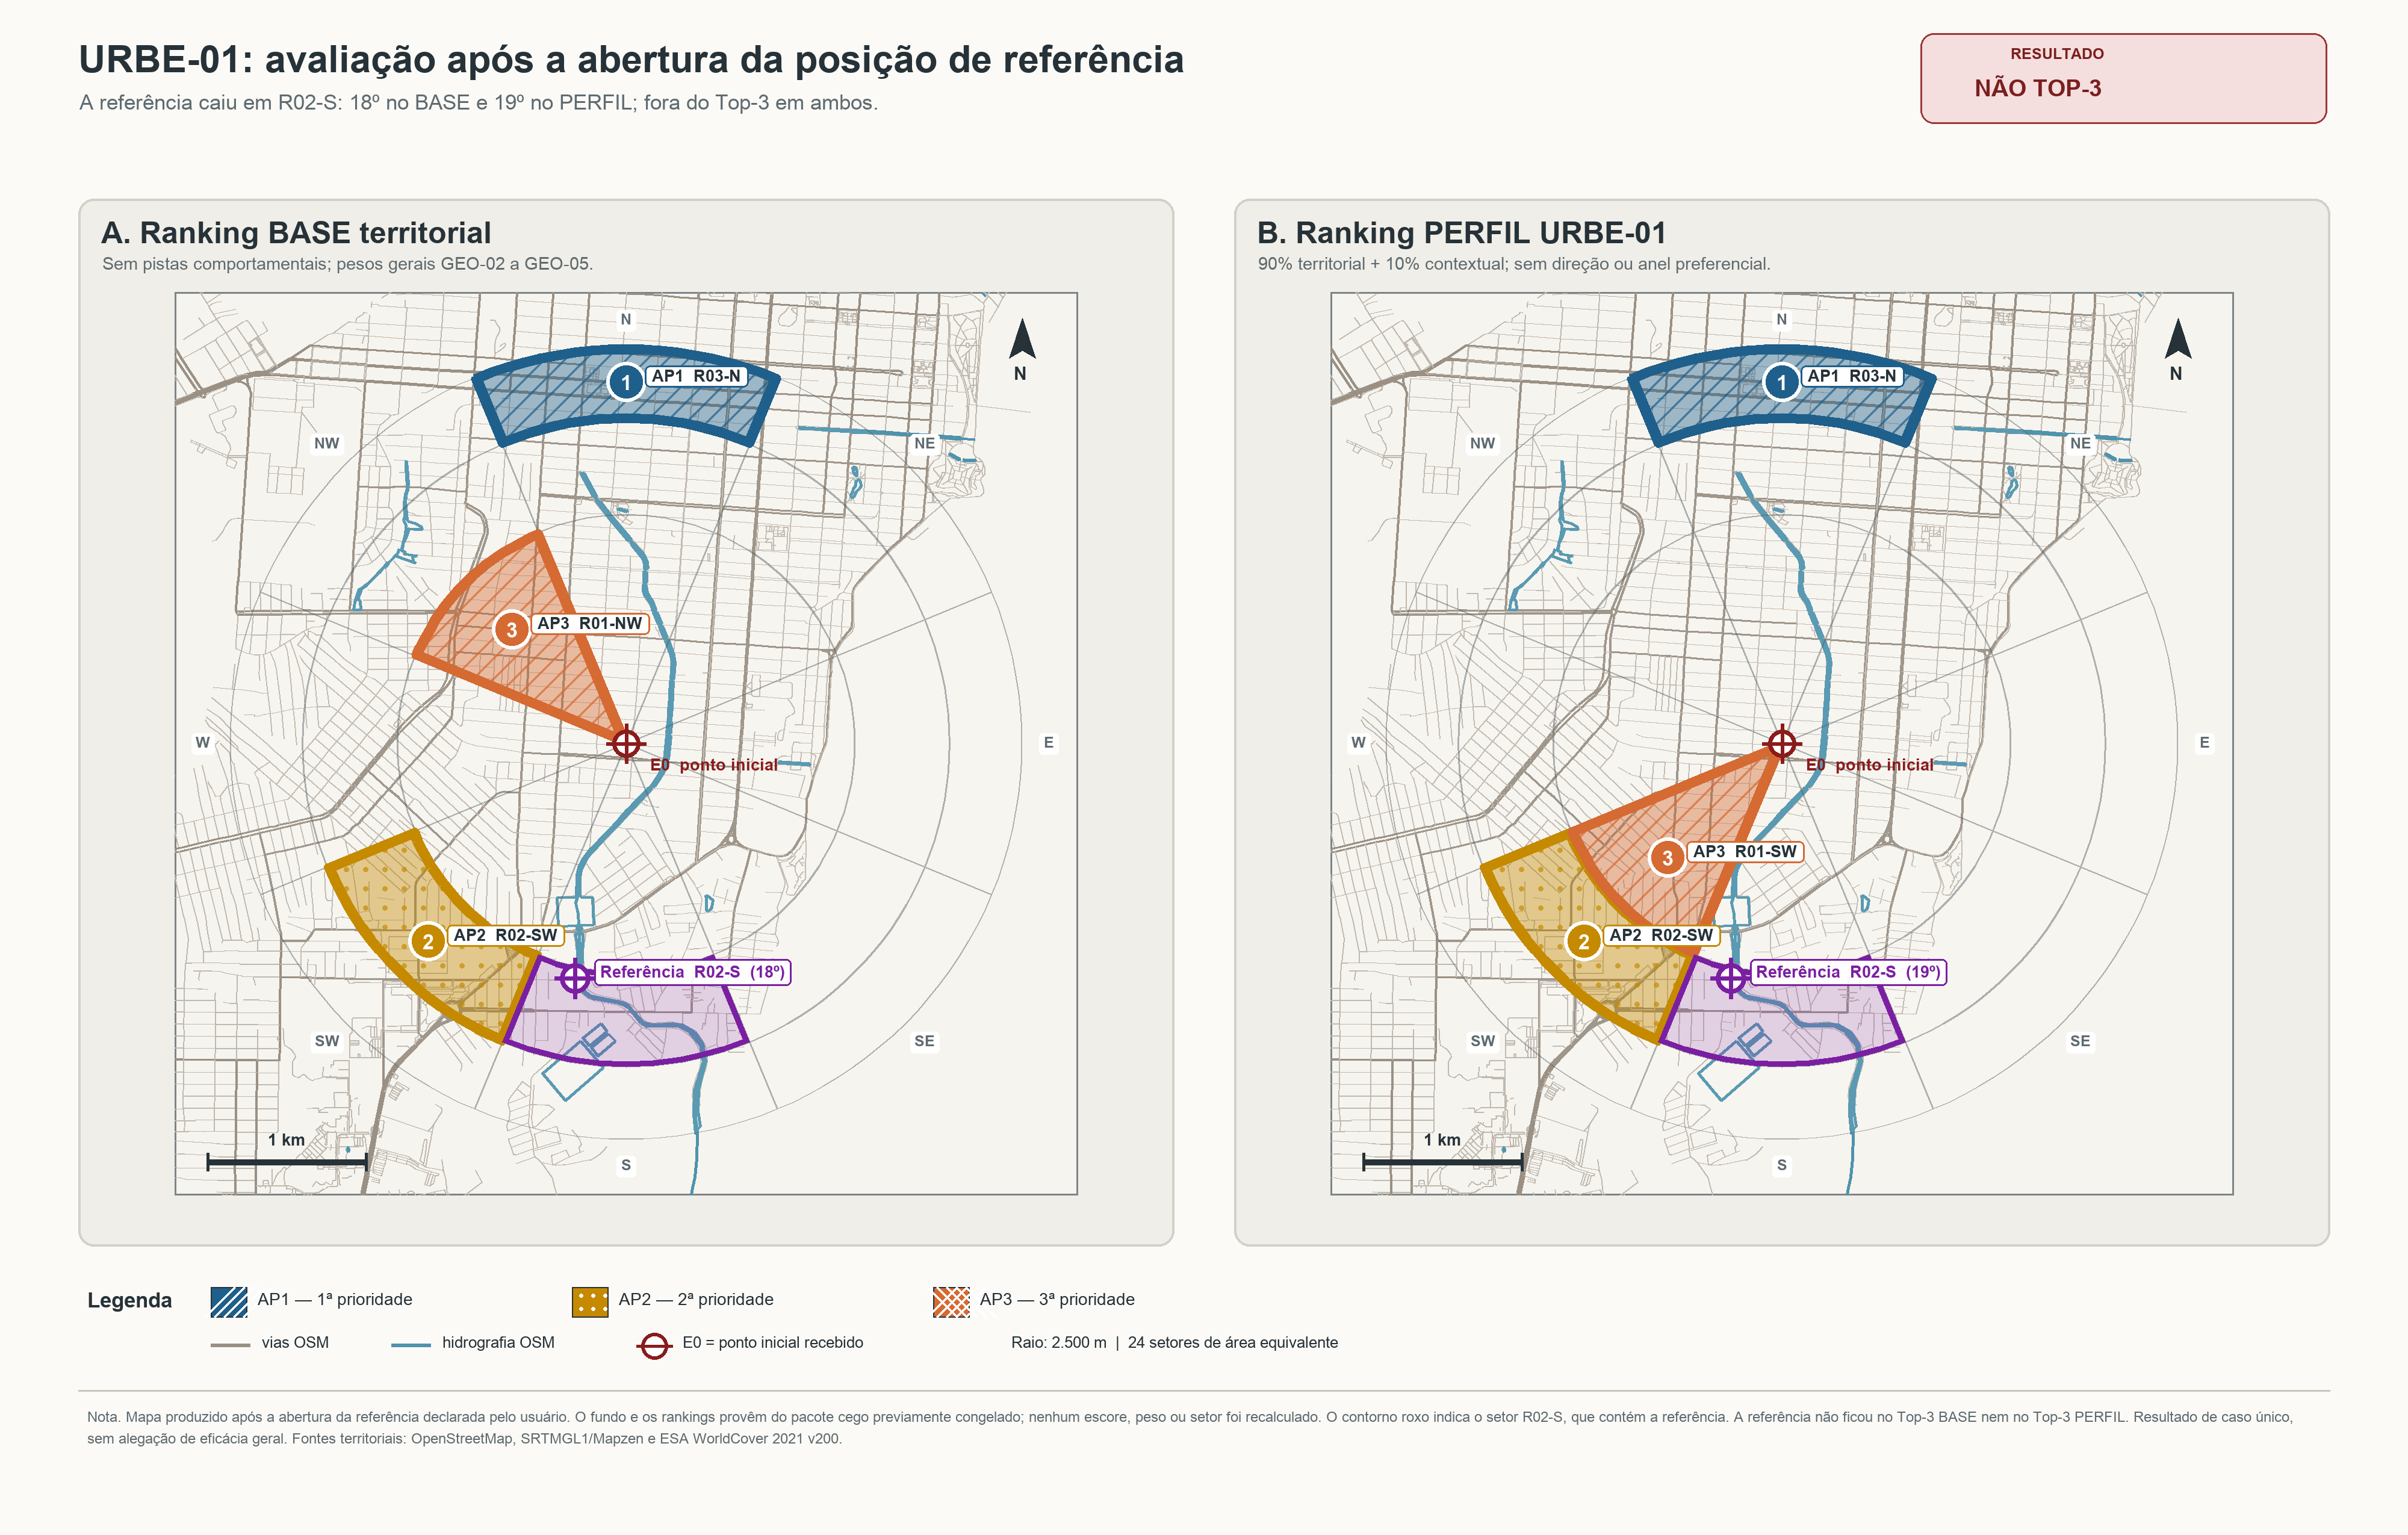 URBE-01: avaliação após a abertura da posição de referência
A referência caiu em R02-S: 18º no BASE e 19º no PERFIL; fora do Top-3 em ambos.
RESULTADO
NÃO TOP-3
A. Ranking BASE territorial
Sem pistas comportamentais; pesos gerais GEO-02 a GEO-05.
N
N
1 AP1 R03-N
NW
NE
3 AP3 R01-NW
W
E
E0 ponto inicial
2 AP2 R02-SW
Referência R02-S (18º)
SW
SE
1 km
S
B. Ranking PERFIL URBE-01
90% territorial + 10% contextual; sem direção ou anel preferencial.
N
N
1 AP1 R03-N
NW
NE
W
E
E0 ponto inicial
3 AP3 R01-SW
2 AP2 R02-SW
Referência R02-S (19º)
SW
SE
1 km
S
Legenda
AP1 — 1ª prioridade
AP2 — 2ª prioridade
AP3 — 3ª prioridade
vias OSM
hidrografia OSM
E0 = ponto inicial recebido
Raio: 2.500 m | 24 setores de área equivalente
Nota. Mapa produzido após a abertura da referência declarada pelo usuário. O fundo e os rankings provêm do pacote cego previamente congelado; nenhum escore, peso ou setor foi recalculado. O contorno roxo indica o setor R02-S, que contém a referência. A referência não ficou no Top-3 BASE nem no Top-3 PERFIL. Resultado de caso único,
sem alegação de eficácia geral. Fontes territoriais: OpenStreetMap, SRTMGL1/Mapzen e ESA WorldCover 2021 v200.